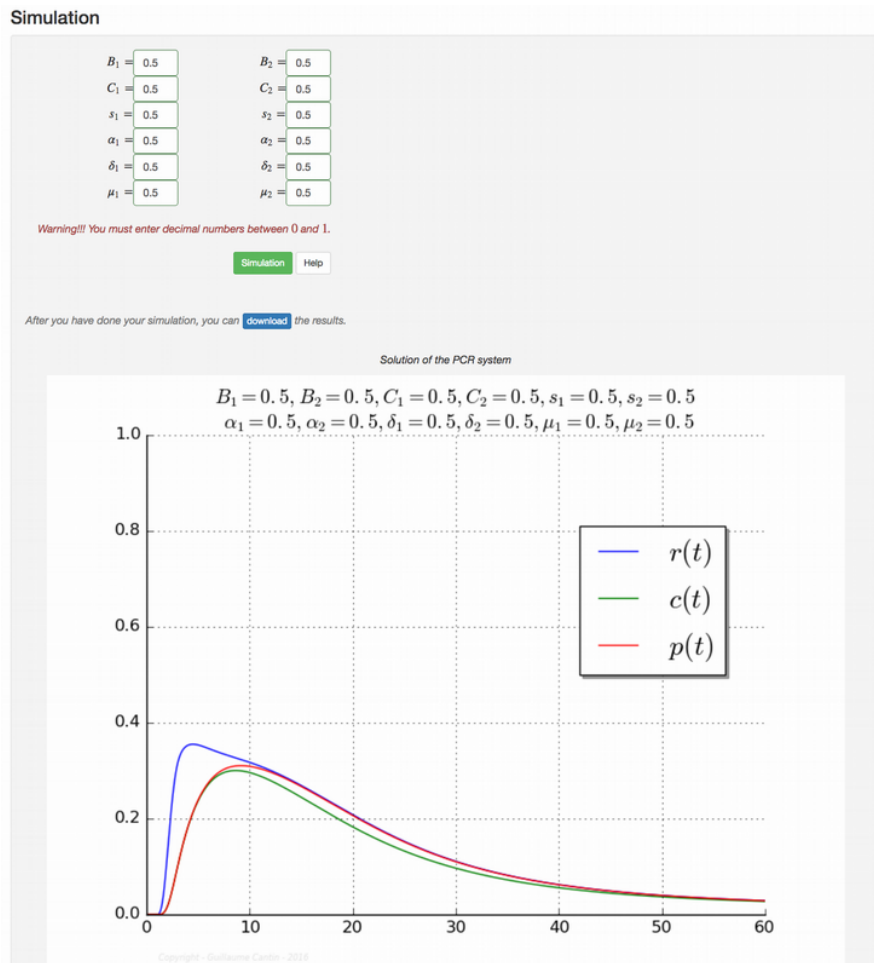 Simulation
B₁ = 0.5 B₂ = 0.5
C₁ = 0.5 C₂ = 0.5
s₁ = 0.5 s₂ = 0.5
α₁ = 0.5 α₂ = 0.5
δ₁ = 0.5 δ₂ = 0.5
μ₁ = 0.5 μ₂ = 0.5
Warning!!! You must enter decimal numbers between 0 and 1.
Simulation Help
After you have done your simulation, you can download the results.
Solution of the PCR system
B₁ = 0.5, B₂ = 0.5, C₁ = 0.5, C₂ = 0.5, s₁ = 0.5, s₂ = 0.5
α₁ = 0.5, α₂ = 0.5, δ₁ = 0.5, δ₂ = 0.5, μ₁ = 0.5, μ₂ = 0.5
1.0
0.8
r(t)
c(t)
0.6
p(t)
0.4
0.2
0.0
0 10 20 30 40 50 60
Copyright - Guillaume Cantin - 2016